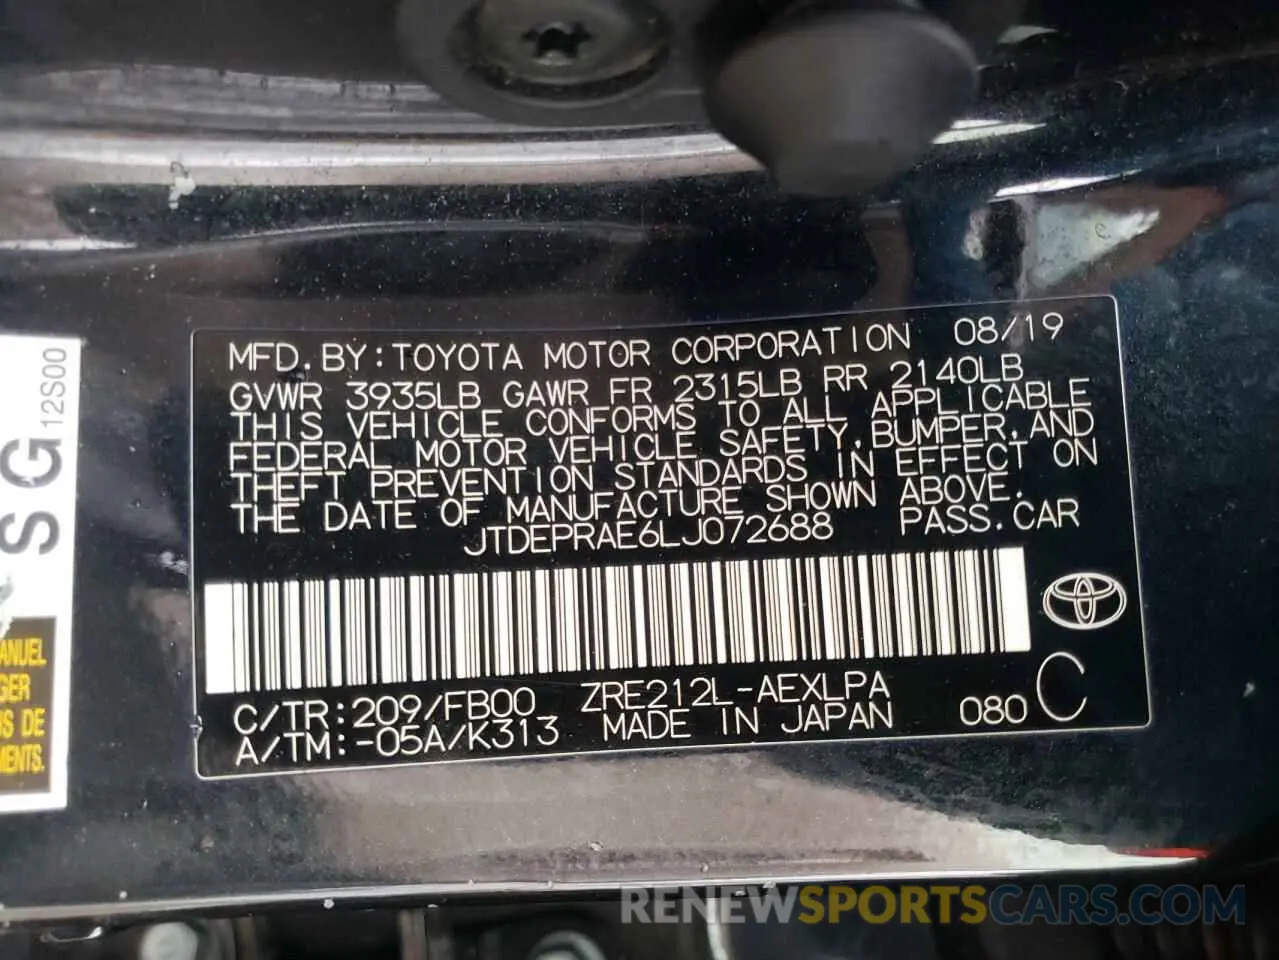 MFD. BY: TOYOTA MOTOR CORPORATION 08/19
GVWR 3935LB GAWR FR 2315LB RR 2140LB
THIS VEHICLE CONFORMS TO ALL APPLICABLE
FEDERAL MOTOR VEHICLE SAFETY, BUMPER, AND
THEFT PREVENTION STANDARDS IN EFFECT ON
THE DATE OF MANUFACTURE SHOWN ABOVE.
JTDEPRAE6LJ072688 PASS. CAR
C/TR: 209/FB00 ZRE212L-AEXLPA
A/TM: -05A/K313 MADE IN JAPAN 080 C
S G 12S00
ANUEL
GER
S DE
MENTS.
RENEWSPORTSCARS.COM